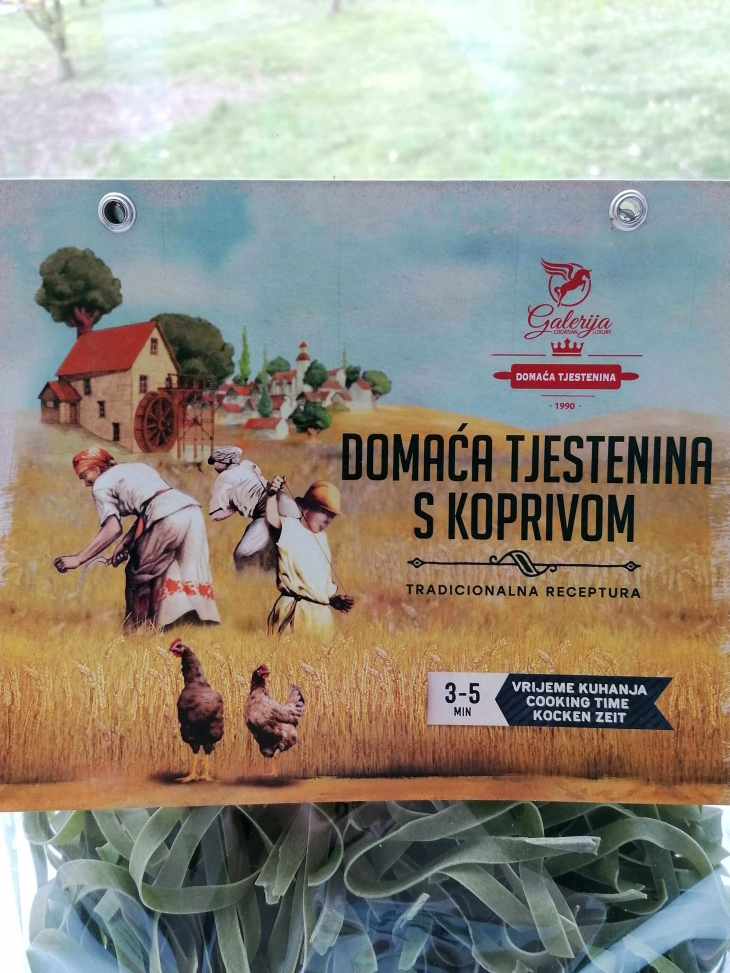 Galerija
CROATIAN LUXURY
DOMAĆA TJESTENINA
· 1990 ·
DOMAĆA TJESTENINA
S KOPRIVOM
TRADICIONALNA RECEPTURA
3-5
MIN
VRIJEME KUHANJA
COOKING TIME
KOCKEN ZEIT